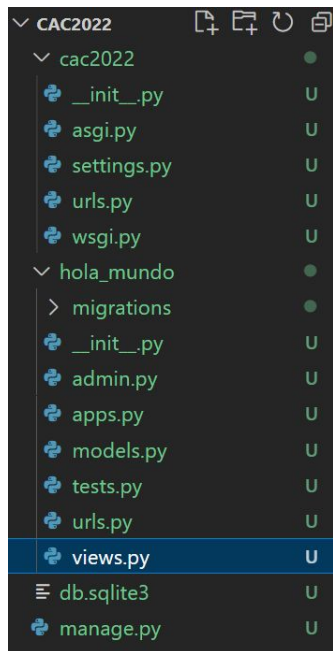 CAC2022
cac2022
__init__.py U
asgi.py U
settings.py U
urls.py U
wsgi.py U
hola_mundo
migrations
__init__.py U
admin.py U
apps.py U
models.py U
tests.py U
urls.py U
views.py U
db.sqlite3 U
manage.py U